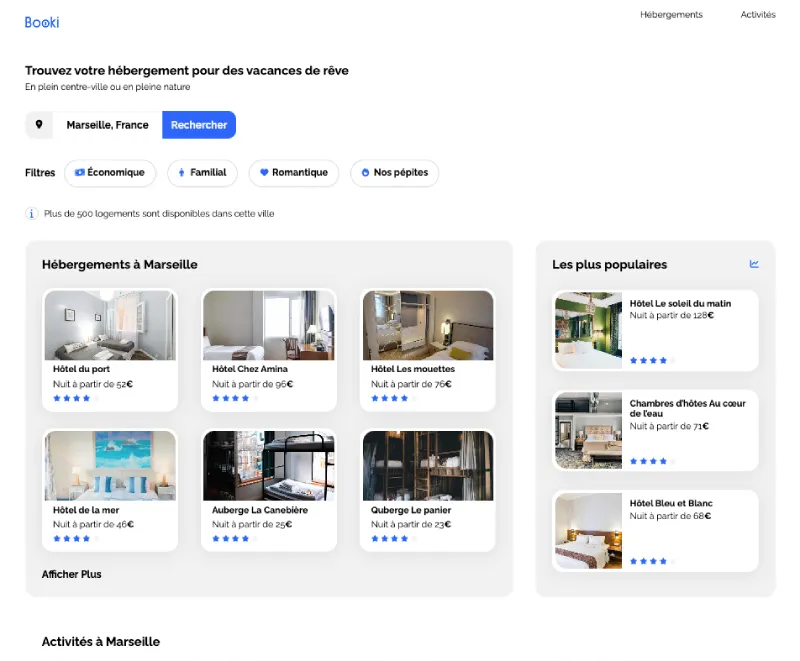 Booki
Hébergements
Activités
Trouvez votre hébergement pour des vacances de rêve
En plein centre-ville ou en pleine nature
Marseille, France
Rechercher
Filtres
Économique
Familial
Romantique
Nos pépites
Plus de 500 logements sont disponibles dans cette ville
Hébergements à Marseille
Hôtel du port
Nuit à partir de 52€
Hôtel Chez Amina
Nuit à partir de 96€
Hôtel Les mouettes
Nuit à partir de 76€
Hôtel de la mer
Nuit à partir de 46€
Auberge La Canebière
Nuit à partir de 25€
Quberge Le panier
Nuit à partir de 23€
Afficher Plus
Les plus populaires
Hôtel Le soleil du matin
Nuit à partir de 128€
Chambres d'hôtes Au cœur
de l'eau
Nuit à partir de 71€
Hôtel Bleu et Blanc
Nuit à partir de 68€
Activités à Marseille